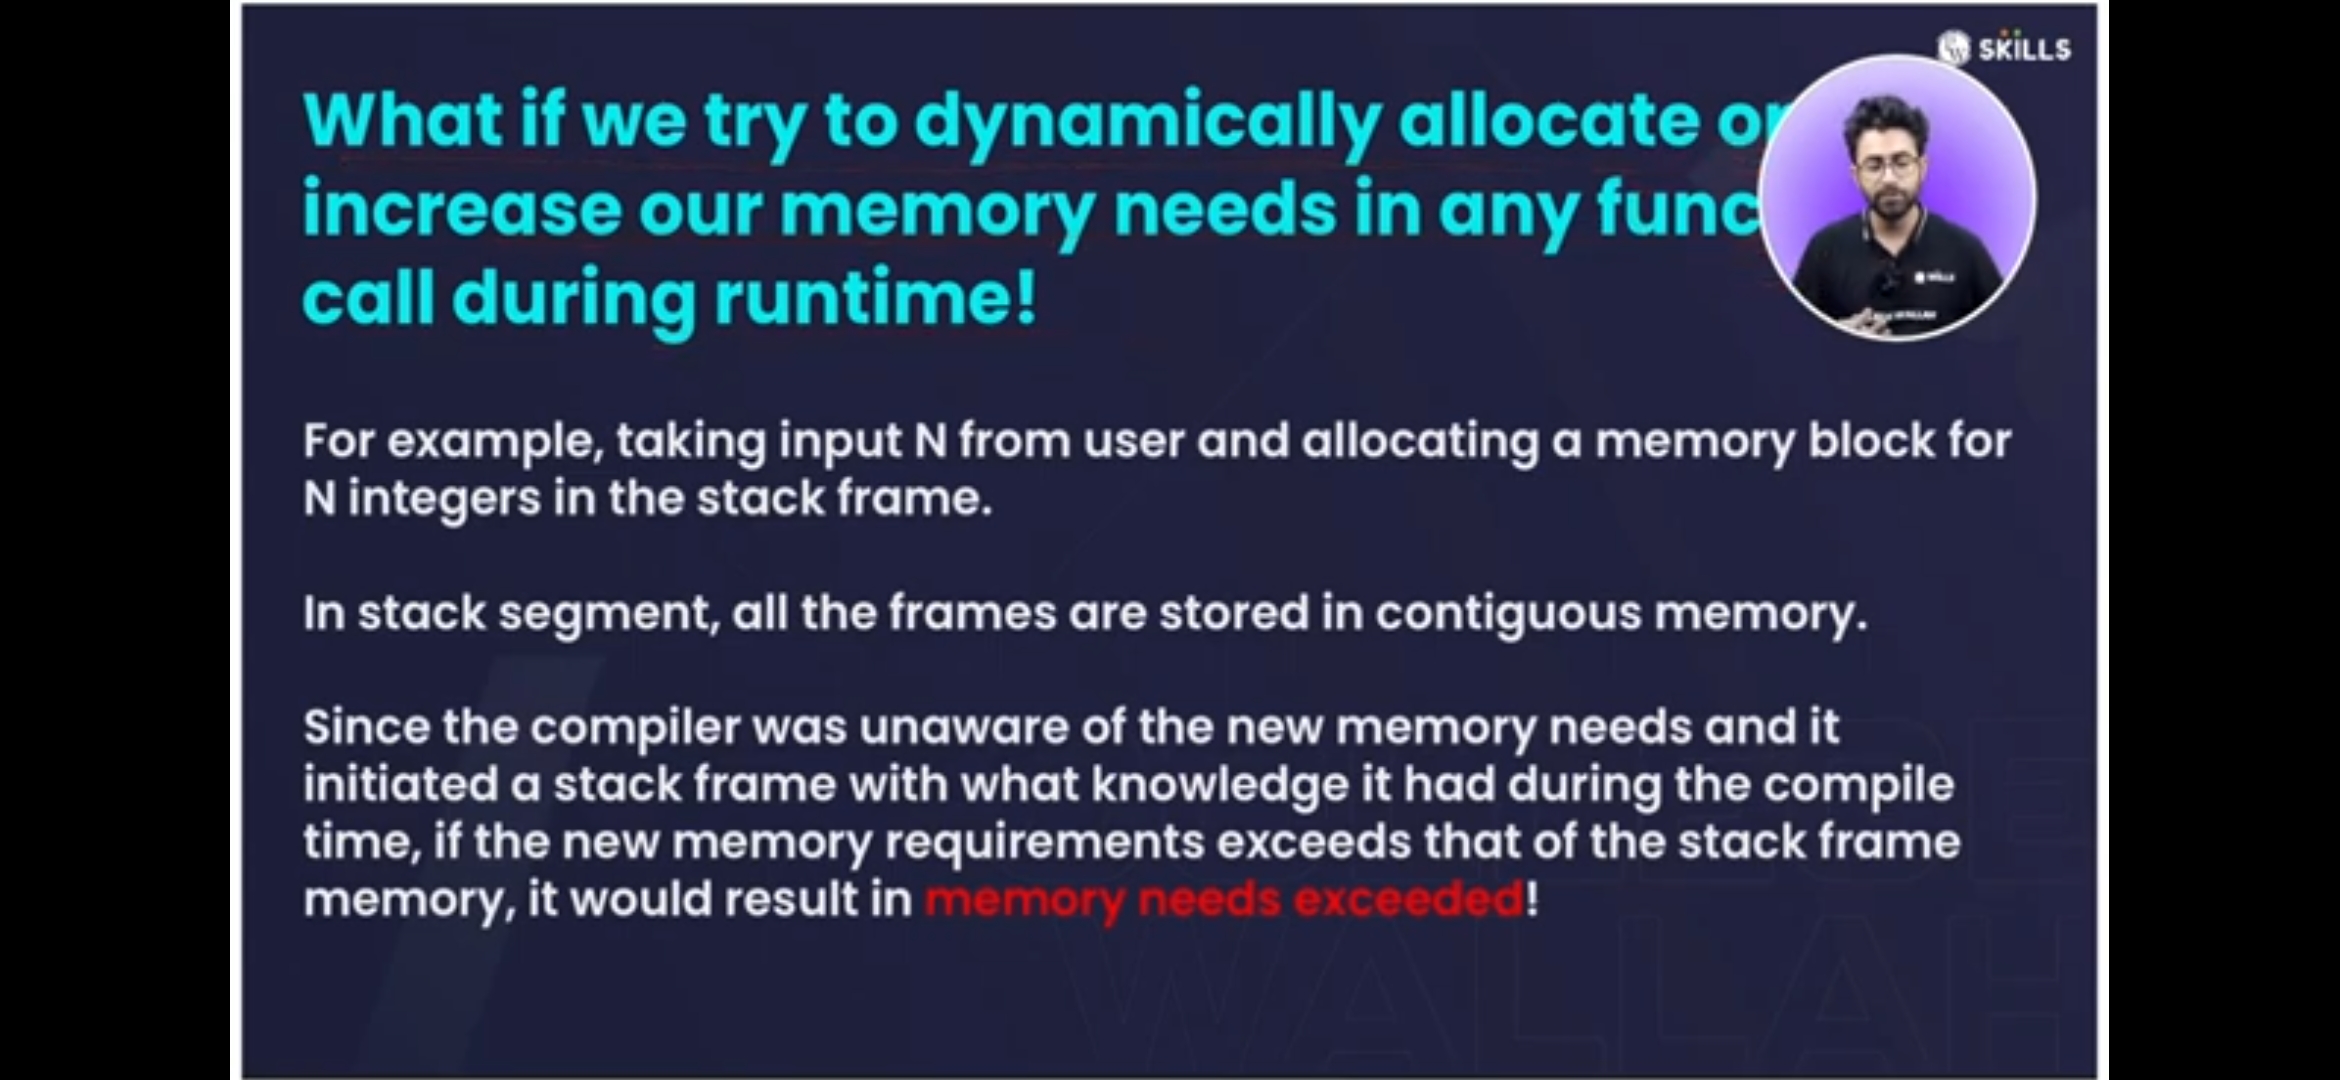 SKILLS
What if we try to dynamically allocate or
increase our memory needs in any func
call during runtime!
For example, taking input N from user and allocating a memory block for
N integers in the stack frame.
In stack segment, all the frames are stored in contiguous memory.
Since the compiler was unaware of the new memory needs and it
initiated a stack frame with what knowledge it had during the compile
time, if the new memory requirements exceeds that of the stack frame
memory, it would result in memory needs exceeded!
WALLAH